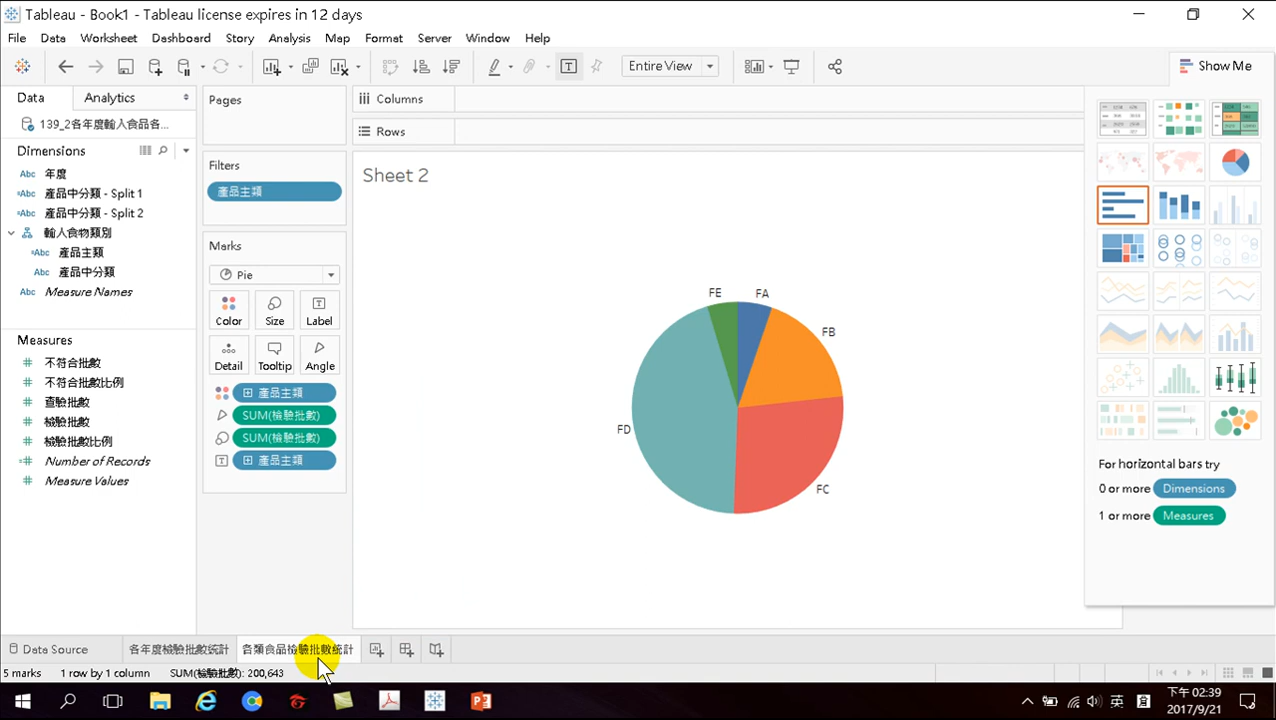 Tableau - Book1 - Tableau license expires in 12 days
File Data Worksheet Dashboard Story Analysis Map Format Server Window Help
Entire View
Show Me
Data Analytics
139_2各年度輸入食品各...
Dimensions
Abc 年度
Abc 產品中分類 - Split 1
Abc 產品中分類 - Split 2
輸入食物類別
Abc 產品主類
Abc 產品中分類
Abc Measure Names
Measures
不符合批數
不符合批數比例
查驗批數
檢驗批數
檢驗批數比例
Number of Records
Measure Values
Pages
Filters
產品主類
Marks
Pie
Color Size Label
Detail Tooltip Angle
產品主類
SUM(檢驗批數)
SUM(檢驗批數)
產品主類
Columns
Rows
Sheet 2
FE FA
FB
FD
FC
For horizontal bars try
0 or more Dimensions
1 or more Measures
Data Source 各年度檢驗批數統計 各類食品檢驗批數統計
5 marks 1 row by 1 column SUM(檢驗批數): 200,643
英 下午 02:39
2017/9/21